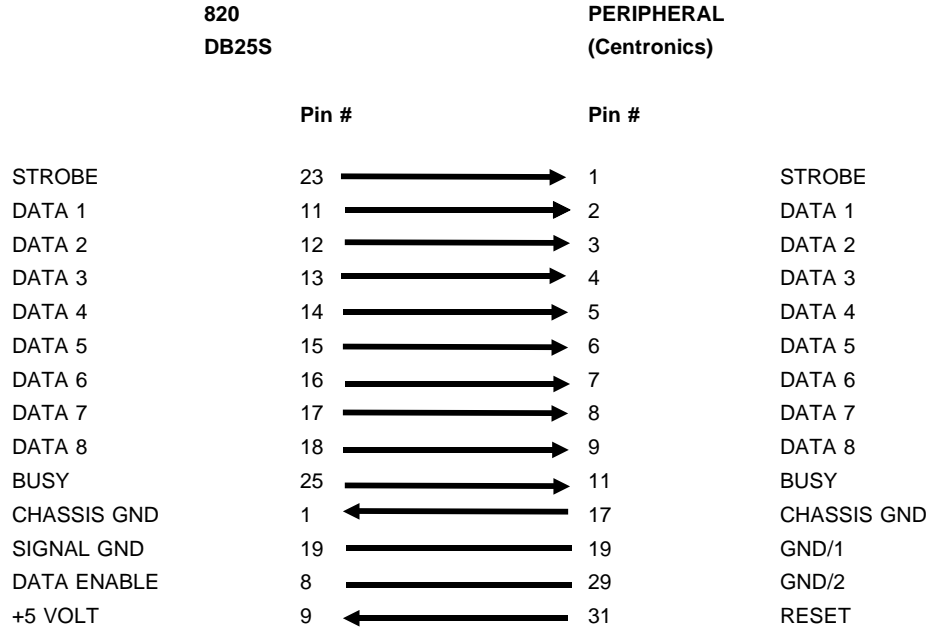 820 PERIPHERAL
DB25S (Centronics)
Pin # Pin #
STROBE 23 1 STROBE
DATA 1 11 2 DATA 1
DATA 2 12 3 DATA 2
DATA 3 13 4 DATA 3
DATA 4 14 5 DATA 4
DATA 5 15 6 DATA 5
DATA 6 16 7 DATA 6
DATA 7 17 8 DATA 7
DATA 8 18 9 DATA 8
BUSY 25 11 BUSY
CHASSIS GND 1 17 CHASSIS GND
SIGNAL GND 19 19 GND/1
DATA ENABLE 8 29 GND/2
+5 VOLT 9 31 RESET